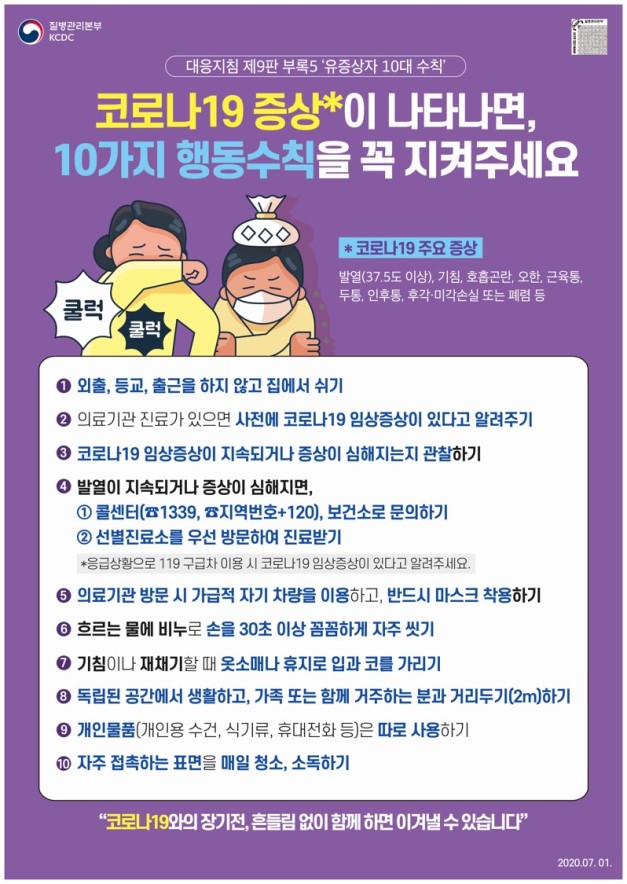 질병관리본부
KCDC
대응지침 제9판 부록5 ‘유증상자 10대 수칙’
코로나19 증상*이 나타나면,
10가지 행동수칙을 꼭 지켜주세요
* 코로나19 주요 증상
발열(37.5도 이상), 기침, 호흡곤란, 오한, 근육통,
두통, 인후통, 후각·미각손실 또는 폐렴 등
쿨럭
쿨럭
1 외출, 등교, 출근을 하지 않고 집에서 쉬기
2 의료기관 진료가 있으면 사전에 코로나19 임상증상이 있다고 알려주기
3 코로나19 임상증상이 지속되거나 증상이 심해지는지 관찰하기
4 발열이 지속되거나 증상이 심해지면,
① 콜센터(☎1339, ☎지역번호+120), 보건소로 문의하기
② 선별진료소를 우선 방문하여 진료받기
*응급상황으로 119 구급차 이용 시 코로나19 임상증상이 있다고 알려주세요.
5 의료기관 방문 시 가급적 자기 차량을 이용하고, 반드시 마스크 착용하기
6 흐르는 물에 비누로 손을 30초 이상 꼼꼼하게 자주 씻기
7 기침이나 재채기할 때 옷소매나 휴지로 입과 코를 가리기
8 독립된 공간에서 생활하고, 가족 또는 함께 거주하는 분과 거리두기(2m)하기
9 개인물품(개인용 수건, 식기류, 휴대전화 등)은 따로 사용하기
10 자주 접촉하는 표면을 매일 청소, 소독하기
“코로나19와의 장기전, 흔들림 없이 함께 하면 이겨낼 수 있습니다”
2020.07. 01.